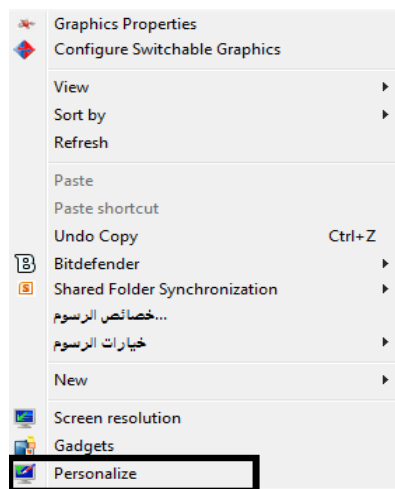 Graphics Properties
Configure Switchable Graphics
View
Sort by
Refresh
Paste
Paste shortcut
Undo Copy Ctrl+Z
Bitdefender
Shared Folder Synchronization
خصائص الرسوم...
خيارات الرسوم
New
Screen resolution
Gadgets
Personalize